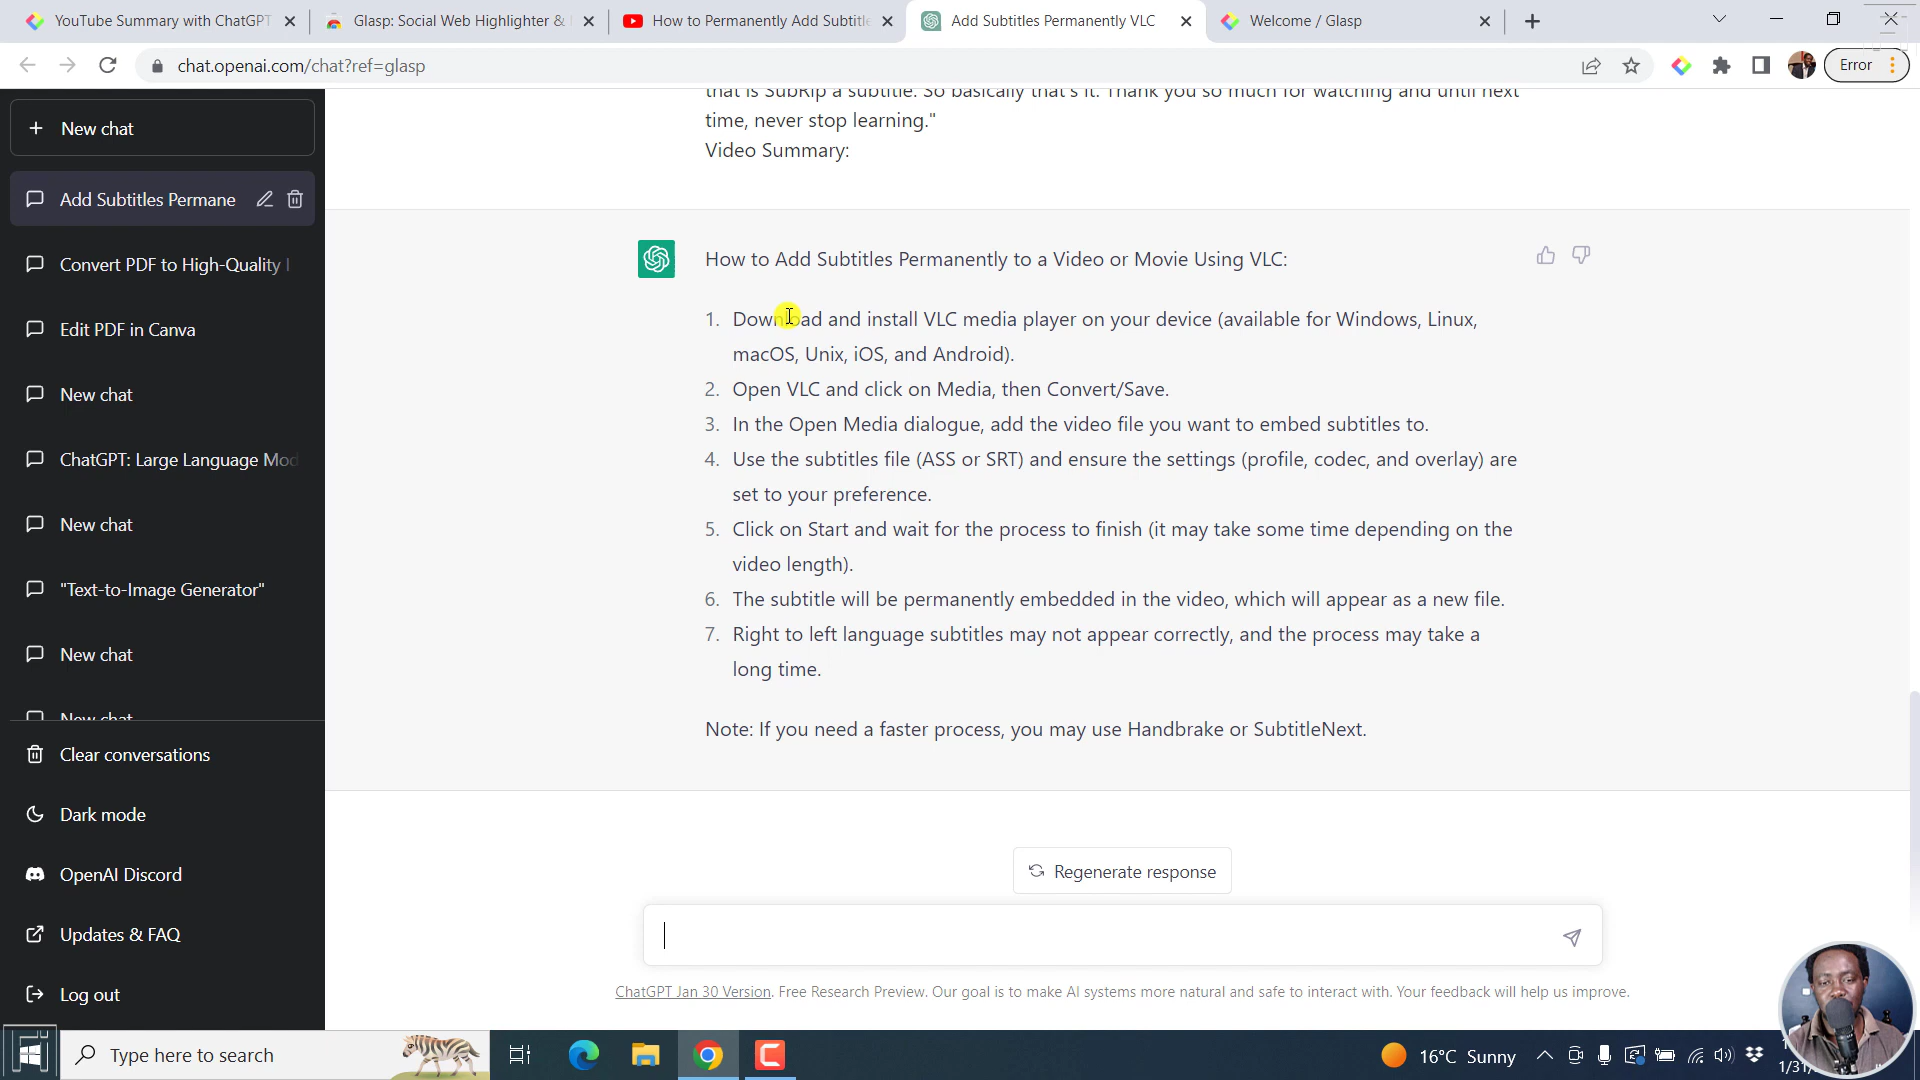 YouTube Summary with ChatGPT
Glasp: Social Web Highlighter &
How to Permanently Add Subtitle
Add Subtitles Permanently VLC
Welcome / Glasp
chat.openai.com/chat?ref=glasp
Error
New chat
Add Subtitles Permane
Convert PDF to High-Quality I
Edit PDF in Canva
New chat
ChatGPT: Large Language Mod
New chat
"Text-to-Image Generator"
New chat
New chat
Clear conversations
Dark mode
OpenAI Discord
Updates & FAQ
Log out
that is SubRip a subtitle. So basically that's it. Thank you so much for watching and until next
time, never stop learning."
Video Summary:
How to Add Subtitles Permanently to a Video or Movie Using VLC:
1. Download and install VLC media player on your device (available for Windows, Linux,
macOS, Unix, iOS, and Android).
2. Open VLC and click on Media, then Convert/Save.
3. In the Open Media dialogue, add the video file you want to embed subtitles to.
4. Use the subtitles file (ASS or SRT) and ensure the settings (profile, codec, and overlay) are
set to your preference.
5. Click on Start and wait for the process to finish (it may take some time depending on the
video length).
6. The subtitle will be permanently embedded in the video, which will appear as a new file.
7. Right to left language subtitles may not appear correctly, and the process may take a
long time.
Note: If you need a faster process, you may use Handbrake or SubtitleNext.
Regenerate response
ChatGPT Jan 30 Version. Free Research Preview. Our goal is to make AI systems more natural and safe to interact with. Your feedback will help us improve.
Type here to search
16°C Sunny
1/31/